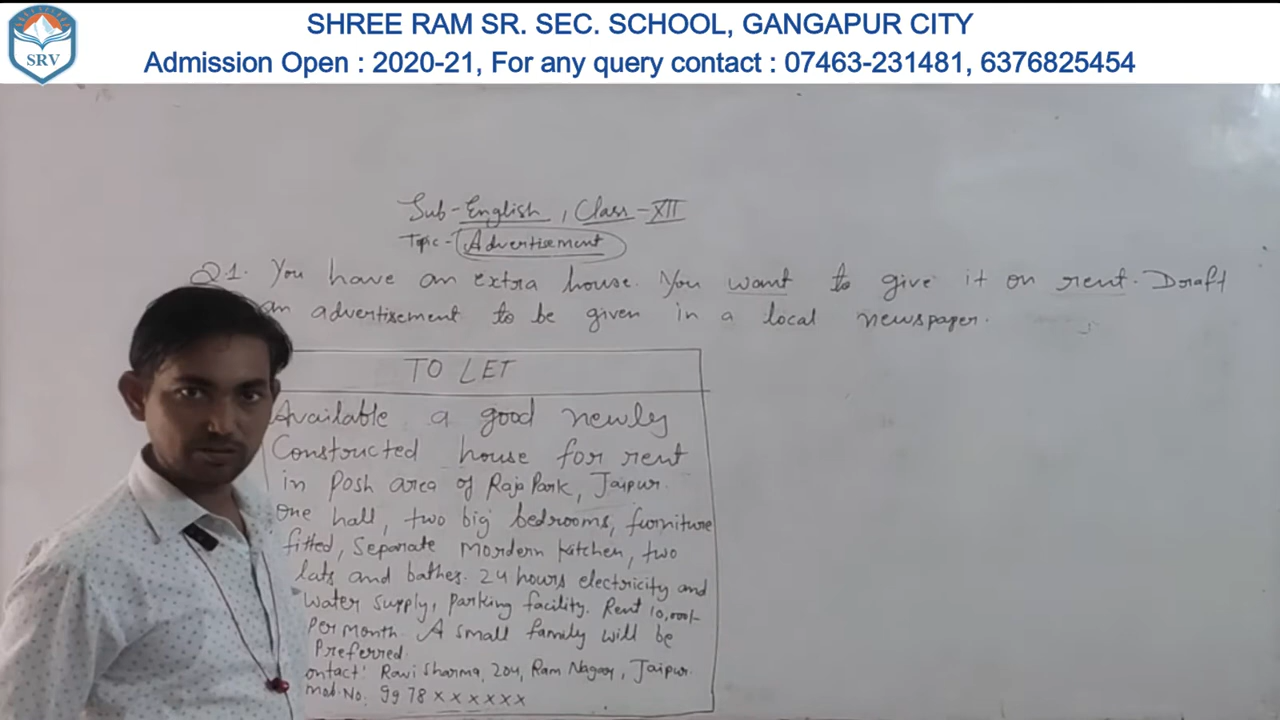 SHREE RAM SR. SEC. SCHOOL, GANGAPUR CITY
SRV
Admission Open : 2020-21, For any query contact : 07463-231481, 6376825454
Sub-English, Class-XII
Topic-Advertisement
Q.1. You have an extra house. You want to give it on rent. Draft
an advertisement to be given in a local newspaper.
TO LET
Available a good newly
Constructed house for rent
in Posh area of Raja Park, Jaipur.
One hall, two big bedrooms, furniture
fitted, separate mordern kitchen, two
lats and bathes. 24 hours electricity and
water supply, parking facility. Rent 10,000/-
Per month. A small family will be
Preferred.
ontact: Ravi Sharma, 204, Ram Nagar, Jaipur.
mod. No. 9978xxxxxx